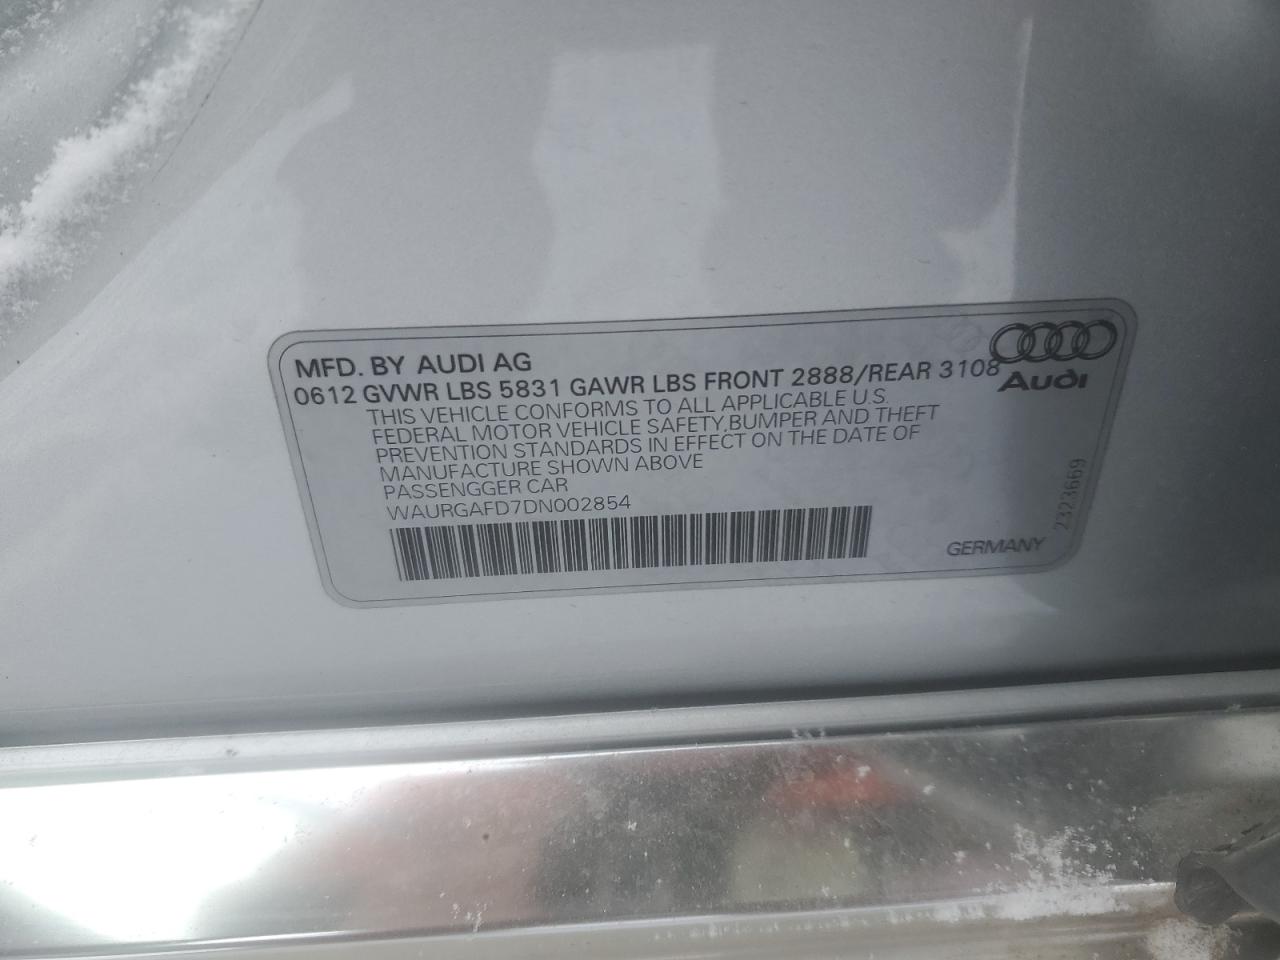 MFD. BY AUDI AG
0612 GVWR LBS 5831 GAWR LBS FRONT 2888/REAR 3108
Audi
THIS VEHICLE CONFORMS TO ALL APPLICABLE U.S.
FEDERAL MOTOR VEHICLE SAFETY,BUMPER AND THEFT
PREVENTION STANDARDS IN EFFECT ON THE DATE OF
MANUFACTURE SHOWN ABOVE
PASSENGGER CAR
WAURGAFD7DN002854
GERMANY
2323669